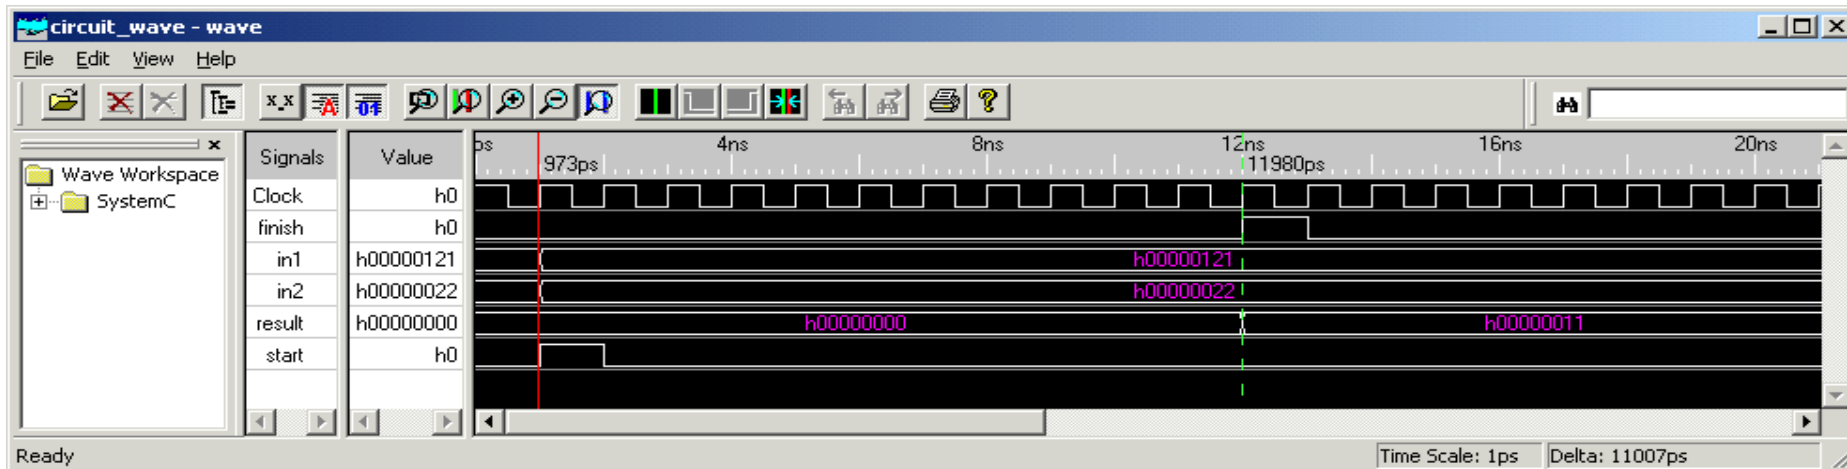 circuit_wave - wave
File Edit View Help
Wave Workspace
SystemC
Signals Value
ps 4ns 8ns 12ns 16ns 20ns
973ps 11980ps
Clock h0
finish h0
in1 h00000121 h00000121
in2 h00000022 h00000022
result h00000000 h00000000 h00000011
start h0
Ready Time Scale: 1ps Delta: 11007ps